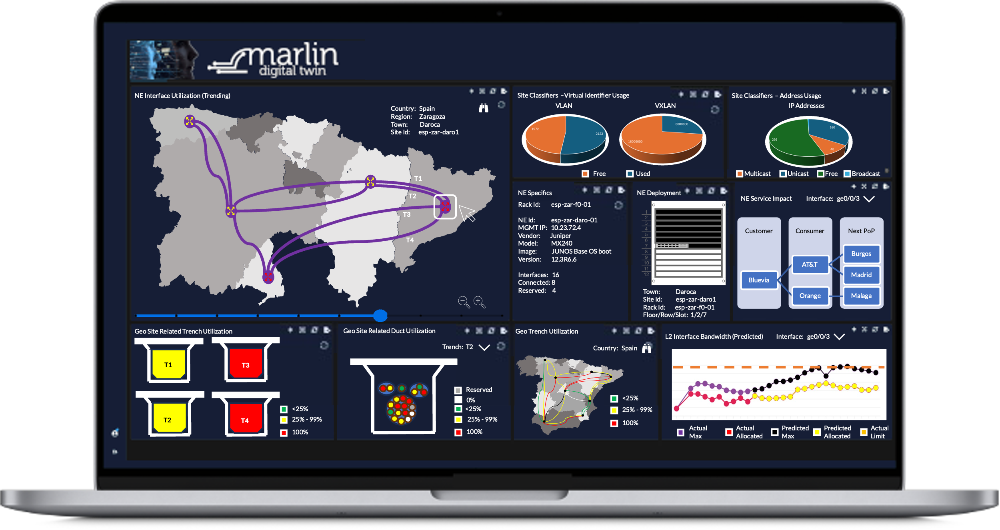 marlin
digital twin
NE Interface Utilization (Trending)
Country: Spain
Region: Zaragoza
Town: Daroca
Site Id: esp-zar-daro1
T1
T2
T3
T4
Site Classifiers –Virtual Identifier Usage
VLAN
VXLAN
1972
2123
6000000
16000000
Free
Used
Site Classifiers – Address Usage
IP Addresses
160
256
48
Multicast
Unicast
Free
Broadcast
NE Specifics
Rack Id: esp-zar-f0-01
NE Id: esp-zar-daro-01
MGMT IP: 10.23.72.4
Vendor: Juniper
Model: MX240
Image: JUNOS Base OS boot
Version: 12.3R6.6
Interfaces: 16
Connected: 8
Reserved: 4
NE Deployment
1
2
3
4
5
6
7
8
9
10
11
12
Town: Daroca
Site Id: esp-zar-daro1
Rack Id: esp-zar-f0-01
Floor/Row/Slot: 1/2/7
NE Service Impact
Interface: ge0/0/3
Customer
Consumer
Next PoP
Burgos
AT&T
Madrid
Bluevia
Orange
Malaga
Geo Site Related Trench Utilization
T1
T3
T2
T4
<25%
25% - 99%
100%
Geo Site Related Duct Utilization
Trench: T2
Reserved
0%
<25%
25% - 99%
100%
Geo Trench Utilization
Country: Spain
<25%
25% - 99%
100%
L2 Interface Bandwidth (Predicted)
Interface: ge0/0/3
Actual Max
Actual Allocated
Predicted Max
Predicted Allocated
Actual Limit